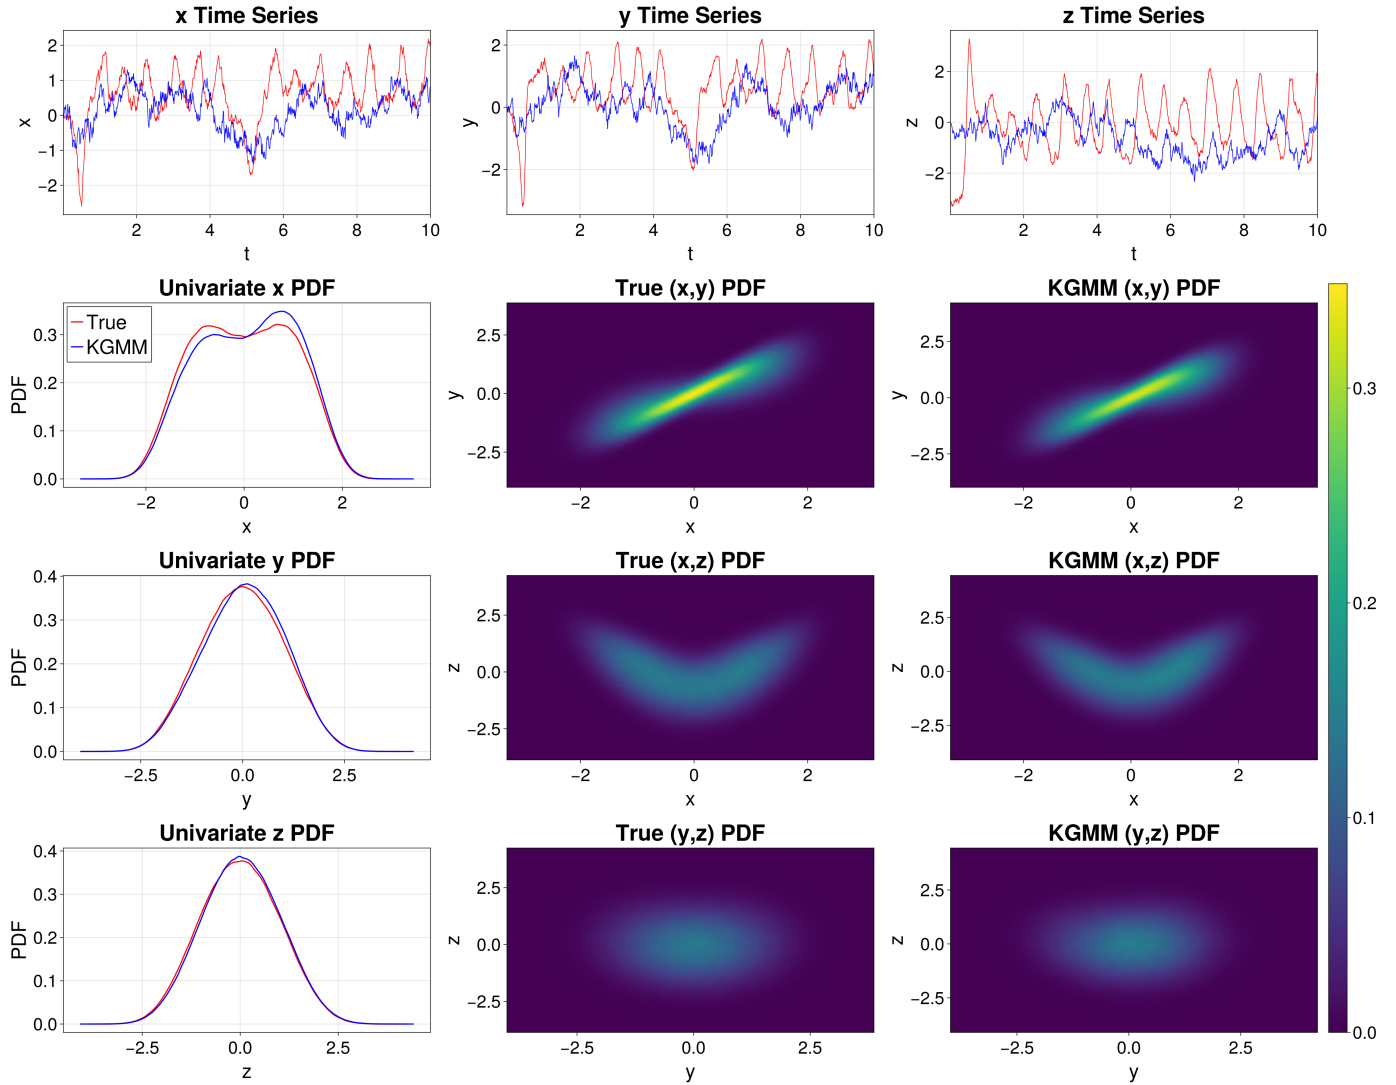 x Time Series
y Time Series
z Time Series
2
1
0
−1
−2
x
2
4
6
8
10
t
2
0
−2
y
2
4
6
8
10
t
2
0
−2
z
2
4
6
8
10
t
Univariate x PDF
True (x,y) PDF
KGMM (x,y) PDF
True
KGMM
0.3
0.2
0.1
0.0
PDF
−2
0
2
x
2.5
0.0
−2.5
y
−2
0
2
x
2.5
0.0
−2.5
y
−2
0
2
x
0.3
0.2
0.1
0.0
Univariate y PDF
True (x,z) PDF
KGMM (x,z) PDF
0.4
0.3
0.2
0.1
0.0
PDF
−2.5
0.0
2.5
y
2.5
0.0
−2.5
z
−2
0
2
x
2.5
0.0
−2.5
z
−2
0
2
x
Univariate z PDF
True (y,z) PDF
KGMM (y,z) PDF
0.4
0.3
0.2
0.1
0.0
PDF
−2.5
0.0
2.5
z
2.5
0.0
−2.5
z
−2.5
0.0
2.5
y
2.5
0.0
−2.5
z
−2.5
0.0
2.5
y